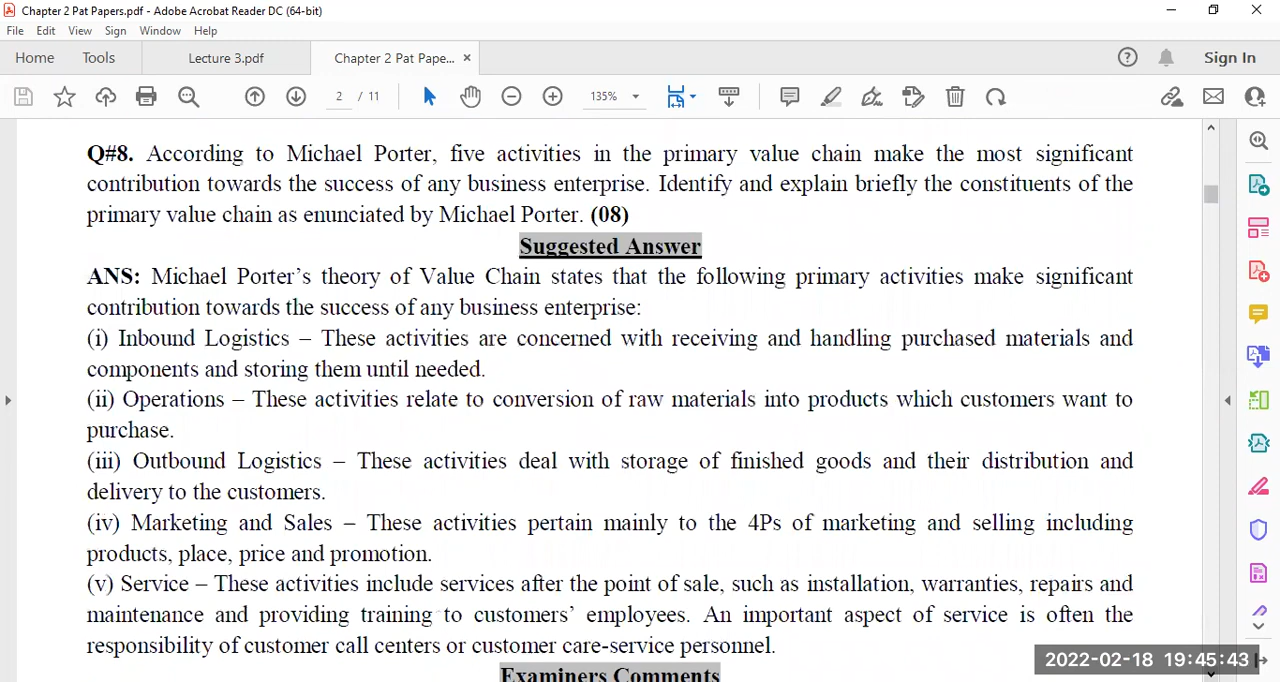 Chapter 2 Pat Papers.pdf - Adobe Acrobat Reader DC (64-bit)
File Edit View Sign Window Help
Home Tools Lecture 3.pdf Chapter 2 Pat Pape... × Sign In
2 / 11 135%
Q#8. According to Michael Porter, five activities in the primary value chain make the most significant
contribution towards the success of any business enterprise. Identify and explain briefly the constituents of the
primary value chain as enunciated by Michael Porter. (08)
Suggested Answer
ANS: Michael Porter’s theory of Value Chain states that the following primary activities make significant
contribution towards the success of any business enterprise:
(i) Inbound Logistics – These activities are concerned with receiving and handling purchased materials and
components and storing them until needed.
(ii) Operations – These activities relate to conversion of raw materials into products which customers want to
purchase.
(iii) Outbound Logistics – These activities deal with storage of finished goods and their distribution and
delivery to the customers.
(iv) Marketing and Sales – These activities pertain mainly to the 4Ps of marketing and selling including
products, place, price and promotion.
(v) Service – These activities include services after the point of sale, such as installation, warranties, repairs and
maintenance and providing training to customers’ employees. An important aspect of service is often the
responsibility of customer call centers or customer care-service personnel.
Examiners Comments
2022-02-18 19:45:43